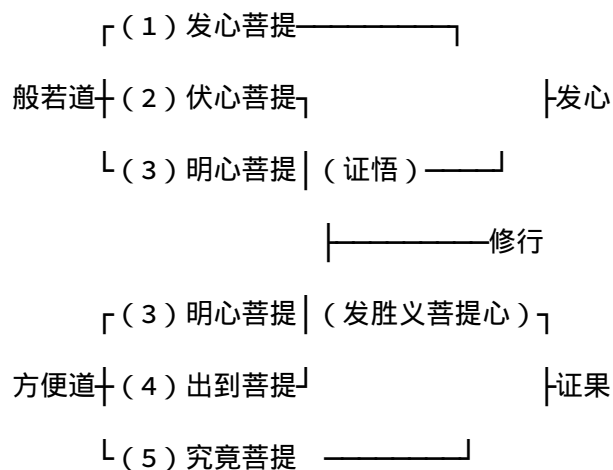 ┌(1)发心菩提─────────┐
般若道┼(2)伏心菩提┐ ├发心
└(3)明心菩提│(证悟)────┘
├─────────修行
┌(3)明心菩提│(发胜义菩提心)┐
方便道┼(4)出到菩提┘ ├证果
└(5)究竟菩提 ────────┘